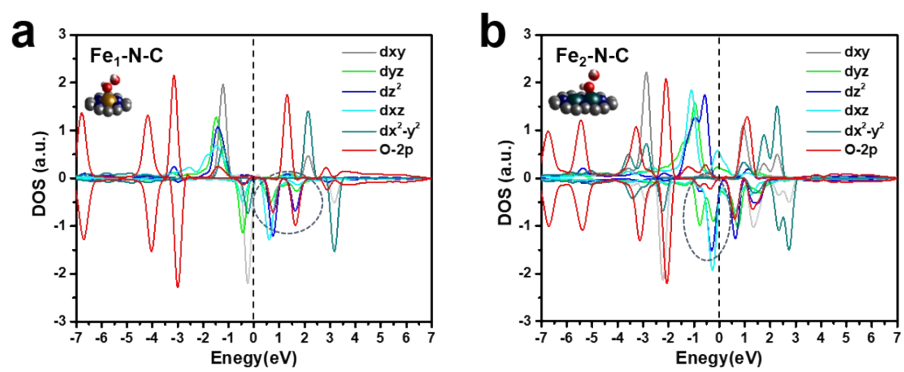 a
Fe₁-N-C
dxy
dyz
dz²
dxz
dx²-y²
O-2p
DOS (a.u.)
3
2
1
0
-1
-2
-3
-7 -6 -5 -4 -3 -2 -1 0 1 2 3 4 5 6 7
Enegy(eV)
b
Fe₂-N-C
dxy
dyz
dz²
dxz
dx²-y²
O-2p
DOS (a.u.)
3
2
1
0
-1
-2
-3
-7 -6 -5 -4 -3 -2 -1 0 1 2 3 4 5 6 7
Enegy(eV)